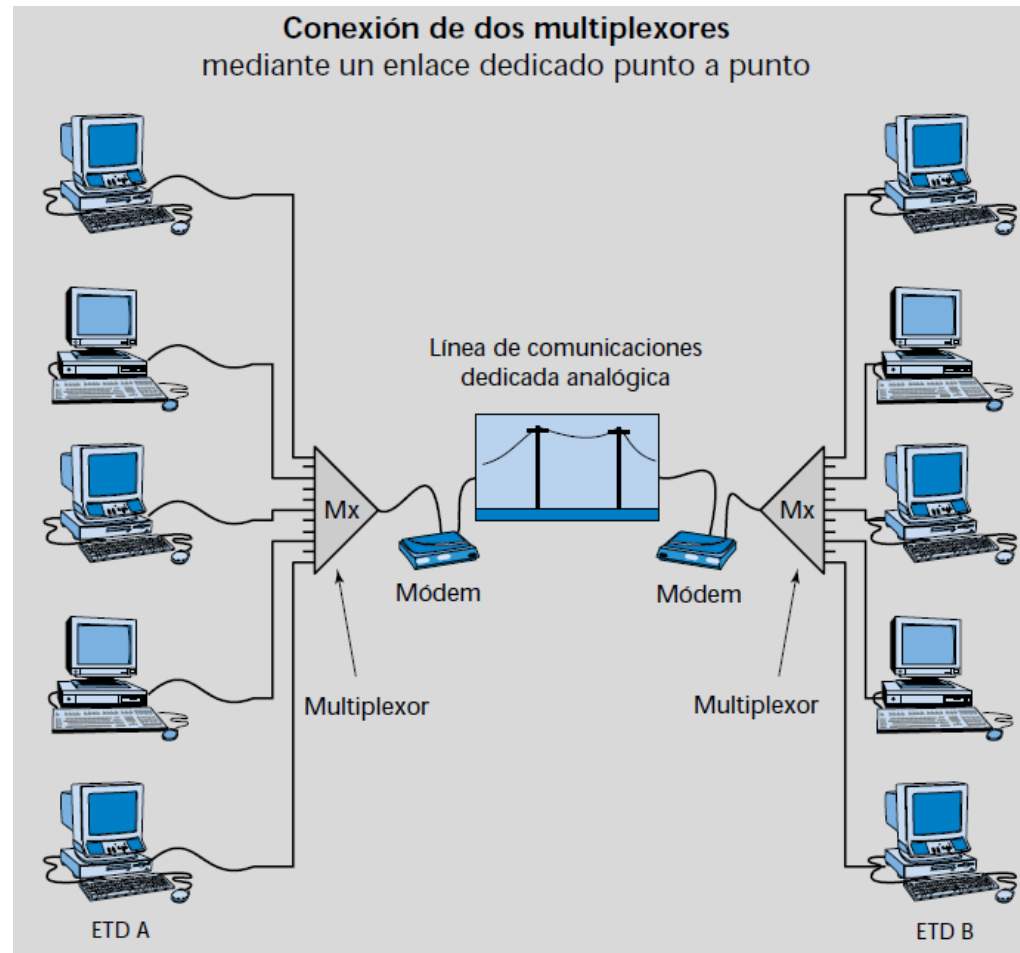 Conexión de dos multiplexores
mediante un enlace dedicado punto a punto
Línea de comunicaciones
dedicada analógica
Mx
Mx
Módem
Módem
Multiplexor
Multiplexor
ETD A
ETD B